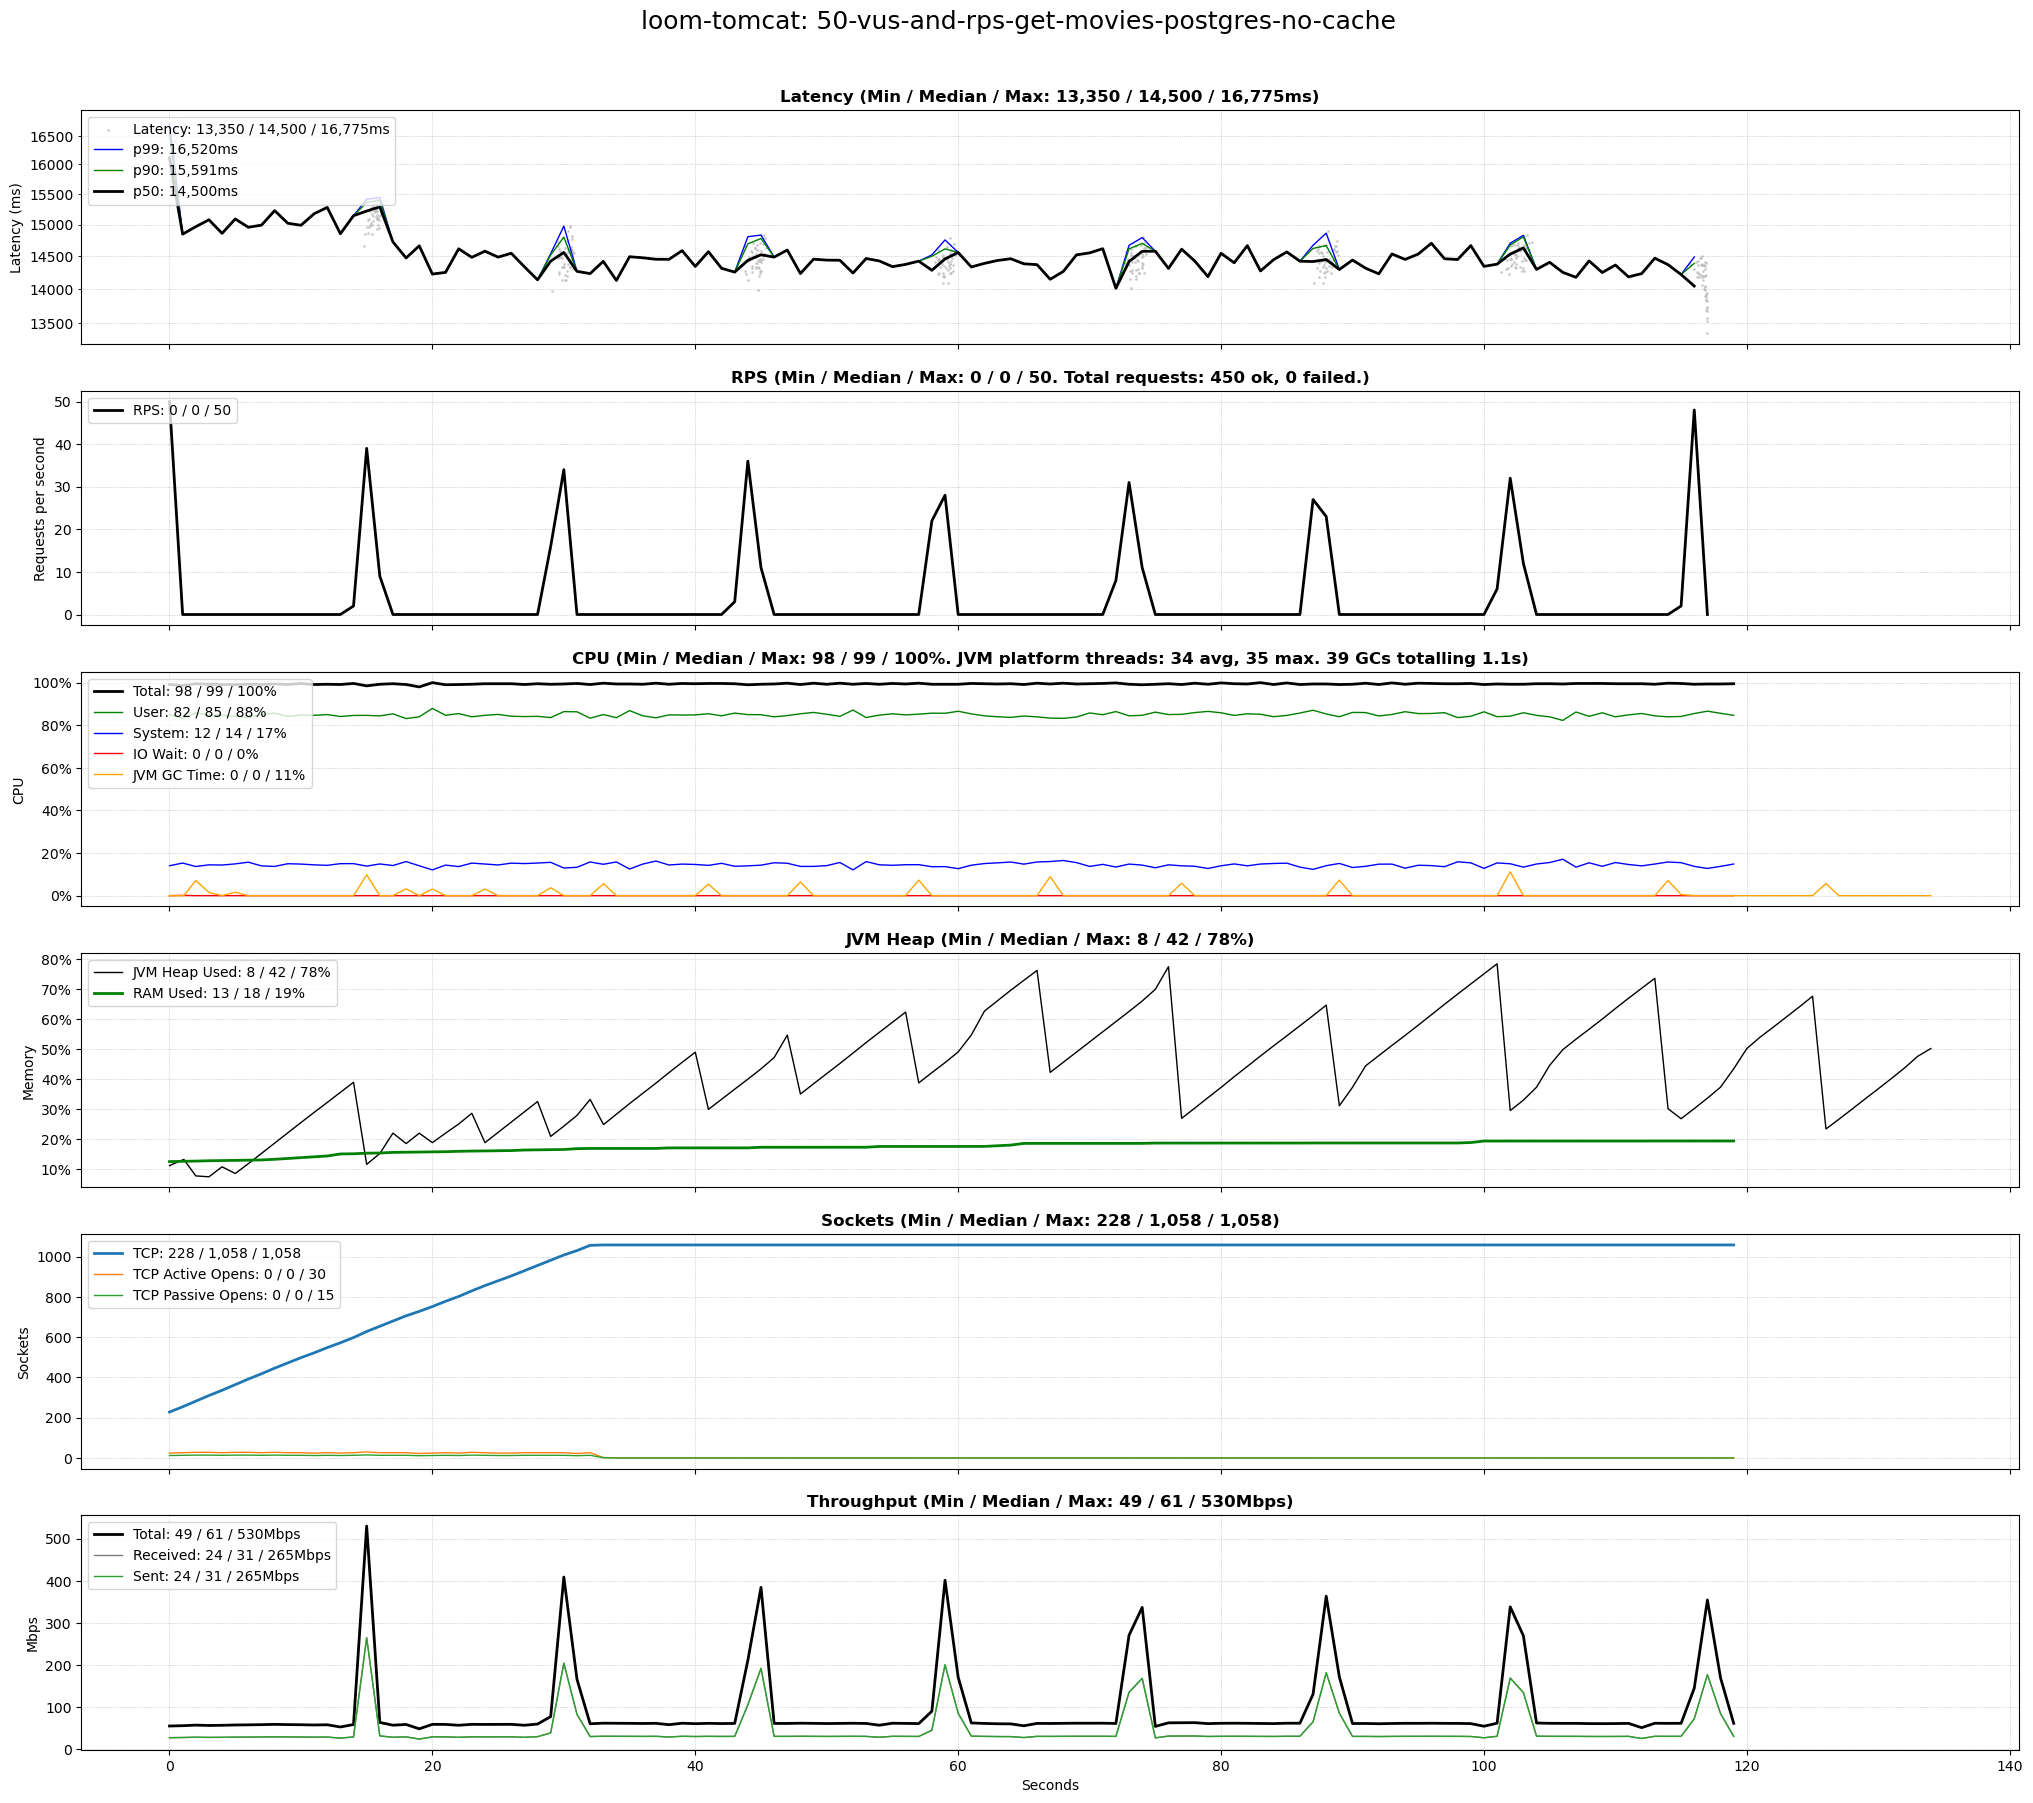 loom-tomcat: 50-vus-and-rps-get-movies-postgres-no-cache
Latency (Min / Median / Max: 13,350 / 14,500 / 16,775ms)
Latency (ms)
16500
16000
15500
15000
14500
14000
13500
Latency: 13,350 / 14,500 / 16,775ms
p99: 16,520ms
p90: 15,591ms
p50: 14,500ms
RPS (Min / Median / Max: 0 / 0 / 50. Total requests: 450 ok, 0 failed.)
Requests per second
50
40
30
20
10
0
RPS: 0 / 0 / 50
CPU (Min / Median / Max: 98 / 99 / 100%. JVM platform threads: 34 avg, 35 max. 39 GCs totalling 1.1s)
CPU
100%
80%
60%
40%
20%
0%
Total: 98 / 99 / 100%
User: 82 / 85 / 88%
System: 12 / 14 / 17%
IO Wait: 0 / 0 / 0%
JVM GC Time: 0 / 0 / 11%
JVM Heap (Min / Median / Max: 8 / 42 / 78%)
Memory
80%
70%
60%
50%
40%
30%
20%
10%
JVM Heap Used: 8 / 42 / 78%
RAM Used: 13 / 18 / 19%
Sockets (Min / Median / Max: 228 / 1,058 / 1,058)
Sockets
1000
800
600
400
200
0
TCP: 228 / 1,058 / 1,058
TCP Active Opens: 0 / 0 / 30
TCP Passive Opens: 0 / 0 / 15
Throughput (Min / Median / Max: 49 / 61 / 530Mbps)
Mbps
500
400
300
200
100
0
Total: 49 / 61 / 530Mbps
Received: 24 / 31 / 265Mbps
Sent: 24 / 31 / 265Mbps
0 20 40 60 80 100 120 140
Seconds